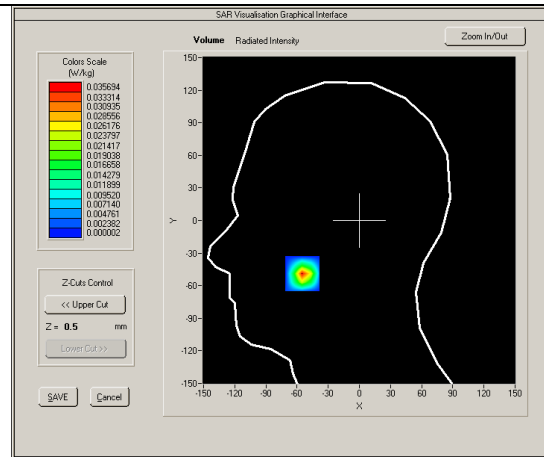 SAR Visualisation Graphical Interface
Volume Radiated Intensity
Zoom In/Out
Colors Scale
(W/kg)
0.035694
0.033314
0.030935
0.028556
0.026176
0.023797
0.021417
0.019038
0.016658
0.014279
0.011899
0.009520
0.007140
0.004761
0.002382
0.000002
Z-Cuts Control
<< Upper Cut
Z = 0.5 mm
Lower Cut >>
SAVE Cancel
150
120
90
60
30
0
-30
-60
-90
-120
-150
Y
-150 -120 -90 -60 -30 0 30 60 90 120 150
X